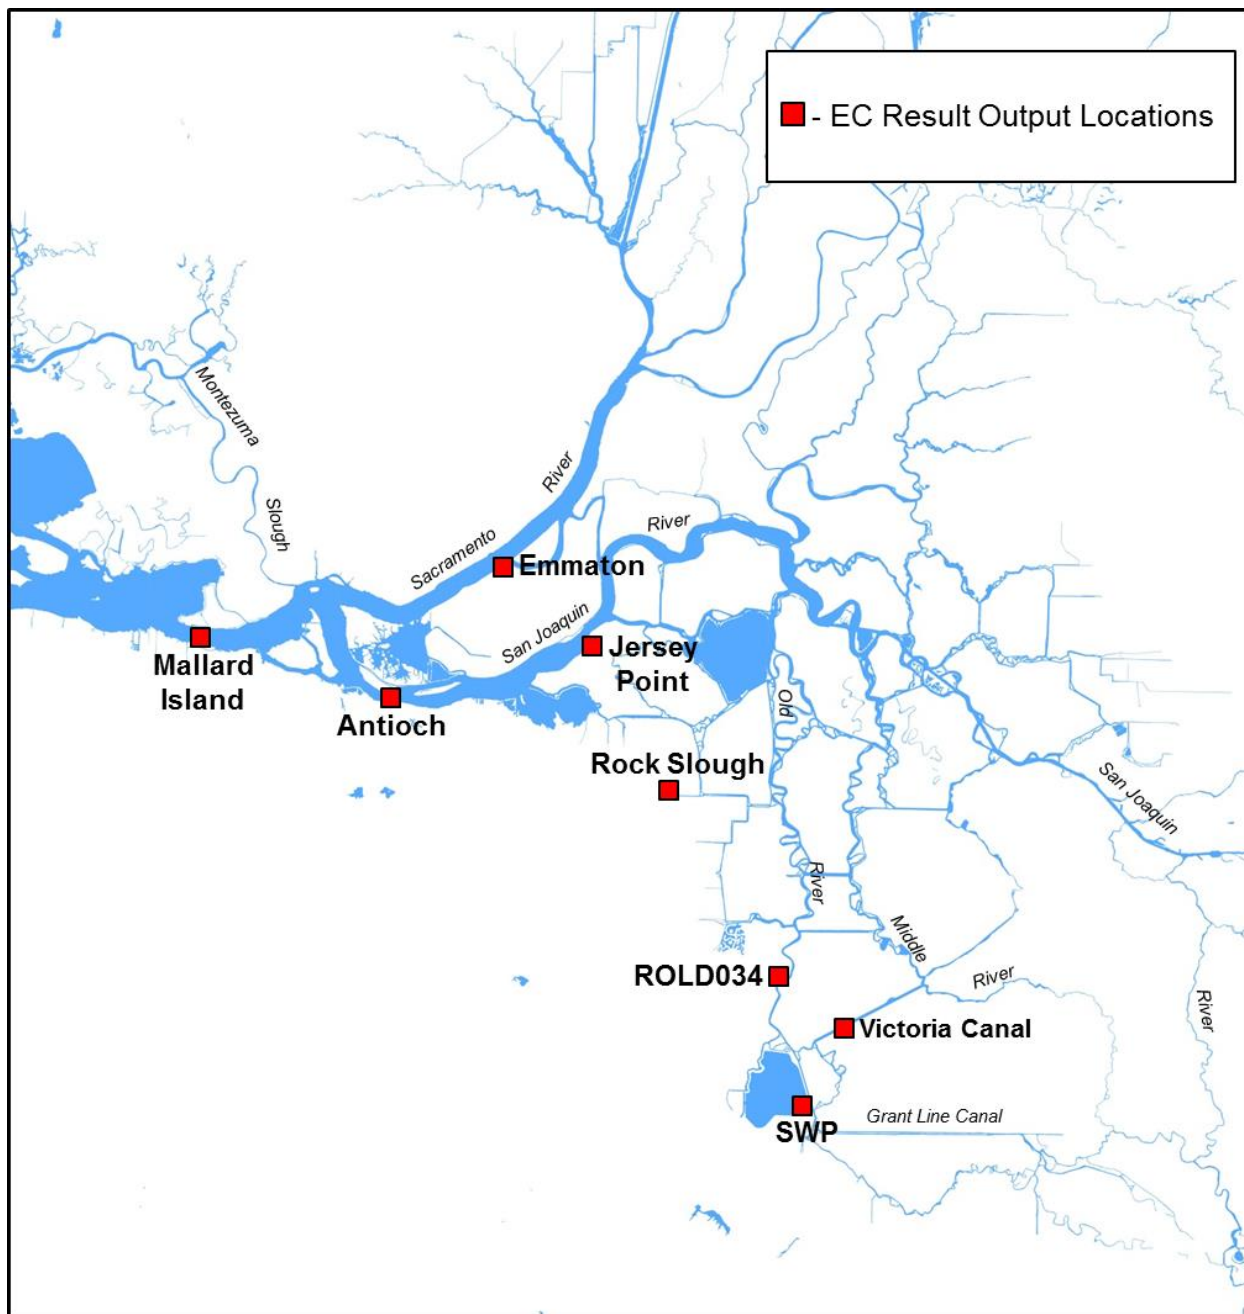 - EC Result Output Locations
Montezuma
Slough
Sacramento
River
Emmaton
River
San Joaquin
Jersey
Point
Mallard
Island
Antioch
Old
Rock Slough
San Joaquin
River
Middle
ROLD034
River
River
Victoria Canal
Grant Line Canal
SWP